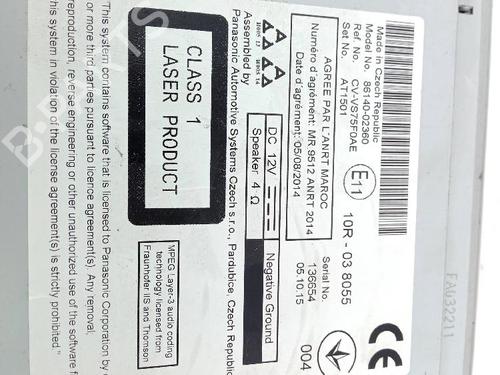 Made in Czech Republic
Model No. 86140-02360
CV-VS75F0AE
Ref. No. AT1501
E11
10R - 03 8055
AGREE PAR L'ANRT MAROC
Numéro d'agrément: MR 9512 ANRT 2014
Date d'agrément: 05/08/2014
Serial No.
136654
05.10.15
004
CE
Assembled by
Panasonic Automotive Systems Czech s.r.o., Pardubice, Czech Republic
DC 12V
Speaker 4 Ω
Negative Ground
CLASS 1
LASER PRODUCT
MPEG Layer-3 audio coding
technology licensed from
Fraunhofer IIS and Thomson
This system contains software that is licensed to Panasonic Corporation by
or more third parties pursuant to licence agreement(s). Any removal,
reproduction, reverse engineering or other unauthorized use of the software
this system in violation of the license agreement(s) is strictly prohibited."
FAU32211